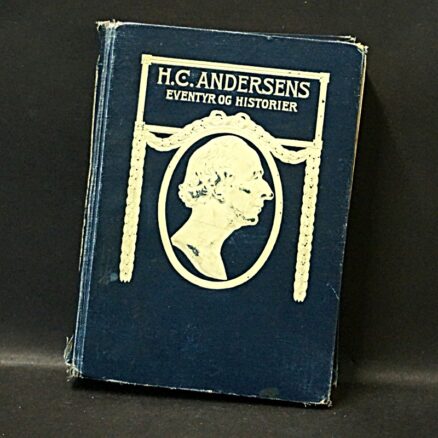 H.C. ANDERSENS
EVENTYR OG HISTORIER